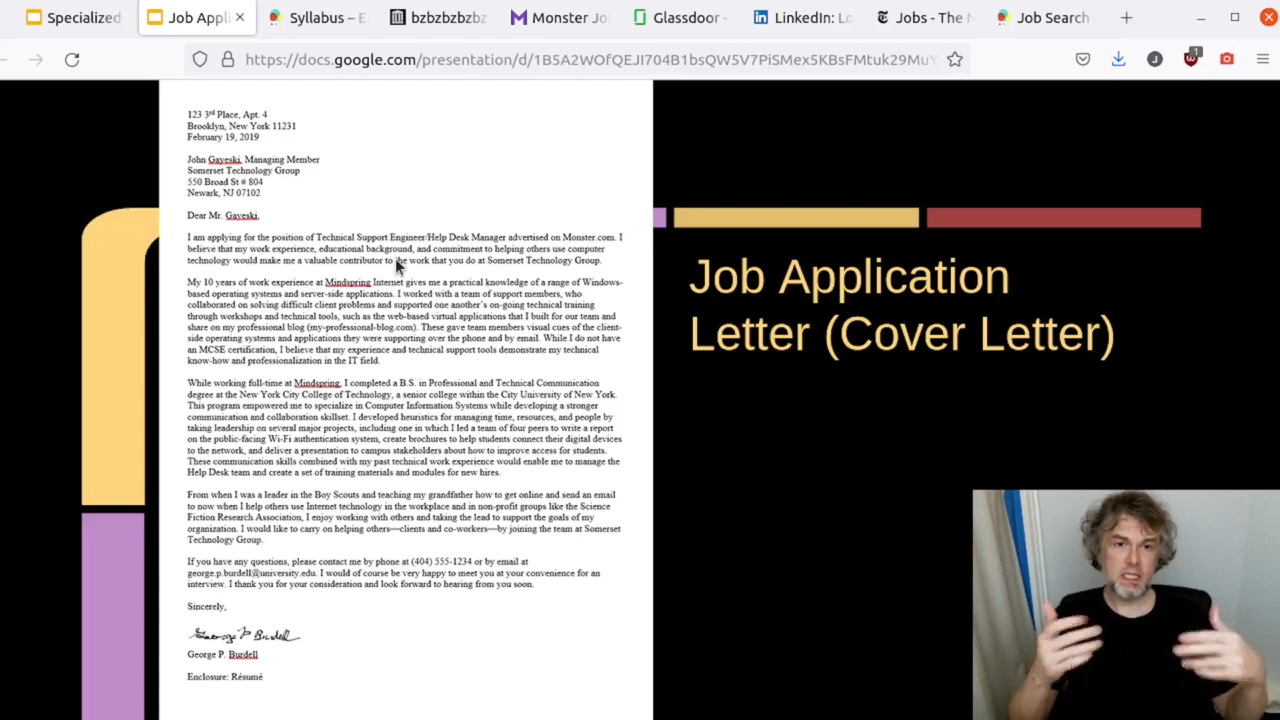 Specialized
Job Appli
Syllabus – E
bzbzbzbzbz
Monster Jo
Glassdoor –
LinkedIn: Lo
Jobs - The N
Job Search
https://docs.google.com/presentation/d/1B5A2WOfQEJI704B1bsQW5V7PiSMex5KBsFMtuk29MuY
1
123 3rd Place, Apt. 4
Brooklyn, New York 11231
February 19, 2019
John Gayeski, Managing Member
Somerset Technology Group
550 Broad St # 804
Newark, NJ 07102
Dear Mr. Gayeski,
I am applying for the position of Technical Support Engineer/Help Desk Manager advertised on Monster.com. I
believe that my work experience, educational background, and commitment to helping others use computer
technology would make me a valuable contributor to the work that you do at Somerset Technology Group.
My 10 years of work experience at Mindspring Internet gives me a practical knowledge of a range of Windows-
based operating systems and server-side applications. I worked with a team of support members, who
collaborated on solving difficult client problems and supported one another's on-going technical training
through workshops and technical tools, such as the web-based virtual applications that I built for our team and
share on my professional blog (my-professional-blog.com). These gave team members visual cues of the client-
side operating systems and applications they were supporting over the phone and by email. While I do not have
an MCSE certification, I believe that my experience and technical support tools demonstrate my technical
know-how and professionalization in the IT field.
While working full-time at Mindspring, I completed a B.S. in Professional and Technical Communication
degree at the New York City College of Technology, a senior college within the City University of New York.
This program empowered me to specialize in Computer Information Systems while developing a stronger
communication and collaboration skillset. I developed heuristics for managing time, resources, and people by
taking leadership on several major projects, including one in which I led a team of four peers to write a report
on the public-facing Wi-Fi authentication system, create brochures to help students connect their digital devices
to the network, and deliver a presentation to campus stakeholders about how to improve access for students.
These communication skills combined with my past technical work experience would enable me to manage the
Help Desk team and create a set of training materials and modules for new hires.
From when I was a leader in the Boy Scouts and teaching my grandfather how to get online and send an email
to now when I help others use Internet technology in the workplace and in non-profit groups like the Science
Fiction Research Association, I enjoy working with others and taking the lead to support the goals of my
organization. I would like to carry on helping others—clients and co-workers—by joining the team at Somerset
Technology Group.
If you have any questions, please contact me by phone at (404) 555-1234 or by email at
george.p.burdell@university.edu. I would of course be very happy to meet you at your convenience for an
interview. I thank you for your consideration and look forward to hearing from you soon.
Sincerely,
George P Burdell
George P. Burdell
Enclosure: Résumé
Job Application
Letter (Cover Letter)